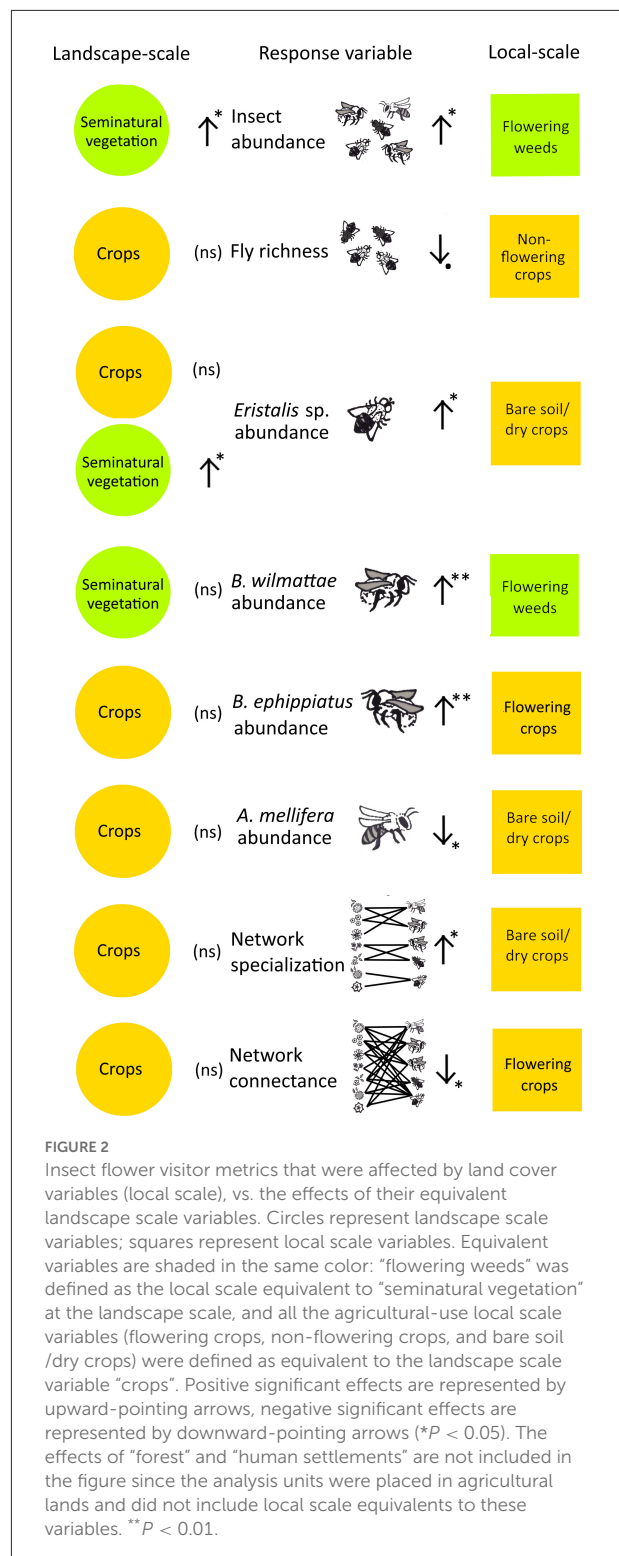 Landscape-scale Response variable Local-scale
Seminatural vegetation ↑* Insect abundance ↑* Flowering weeds
Crops (ns) Fly richness ↓. Non-flowering crops
Crops (ns)
Eristalis sp. abundance ↑* Bare soil/ dry crops
Seminatural vegetation ↑*
Seminatural vegetation (ns) B. wilmattae abundance ↑** Flowering weeds
Crops (ns) B. ephippiatus abundance ↑** Flowering crops
Crops (ns) A. mellifera abundance ↓* Bare soil/ dry crops
Crops (ns) Network specialization ↑* Bare soil/ dry crops
Crops (ns) Network connectance ↓* Flowering crops
FIGURE 2
Insect flower visitor metrics that were affected by land cover
variables (local scale), vs. the effects of their equivalent
landscape scale variables. Circles represent landscape scale
variables; squares represent local scale variables. Equivalent
variables are shaded in the same color: “flowering weeds” was
defined as the local scale equivalent to “seminatural vegetation”
at the landscape scale, and all the agricultural-use local scale
variables (flowering crops, non-flowering crops, and bare soil
/dry crops) were defined as equivalent to the landscape scale
variable “crops”. Positive significant effects are represented by
upward-pointing arrows, negative significant effects are
represented by downward-pointing arrows (*P < 0.05). The
effects of “forest” and “human settlements” are not included in
the figure since the analysis units were placed in agricultural
lands and did not include local scale equivalents to these
variables. **P < 0.01.